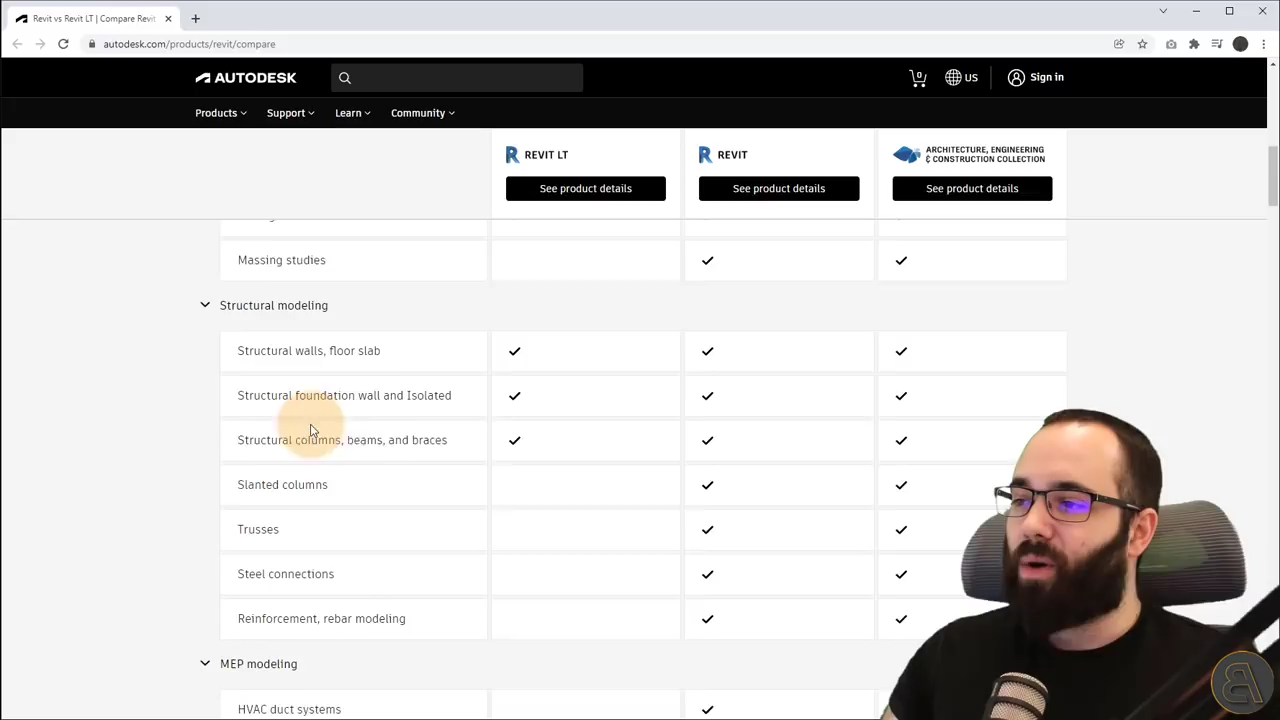 Revit vs Revit LT | Compare Revit
autodesk.com/products/revit/compare
AUTODESK
0
US
Sign in
Products
Support
Learn
Community
REVIT LT
REVIT
ARCHITECTURE, ENGINEERING
& CONSTRUCTION COLLECTION
See product details
See product details
See product details
Massing studies
Structural modeling
Structural walls, floor slab
Structural foundation wall and Isolated
Structural columns, beams, and braces
Slanted columns
Trusses
Steel connections
Reinforcement, rebar modeling
MEP modeling
HVAC duct systems